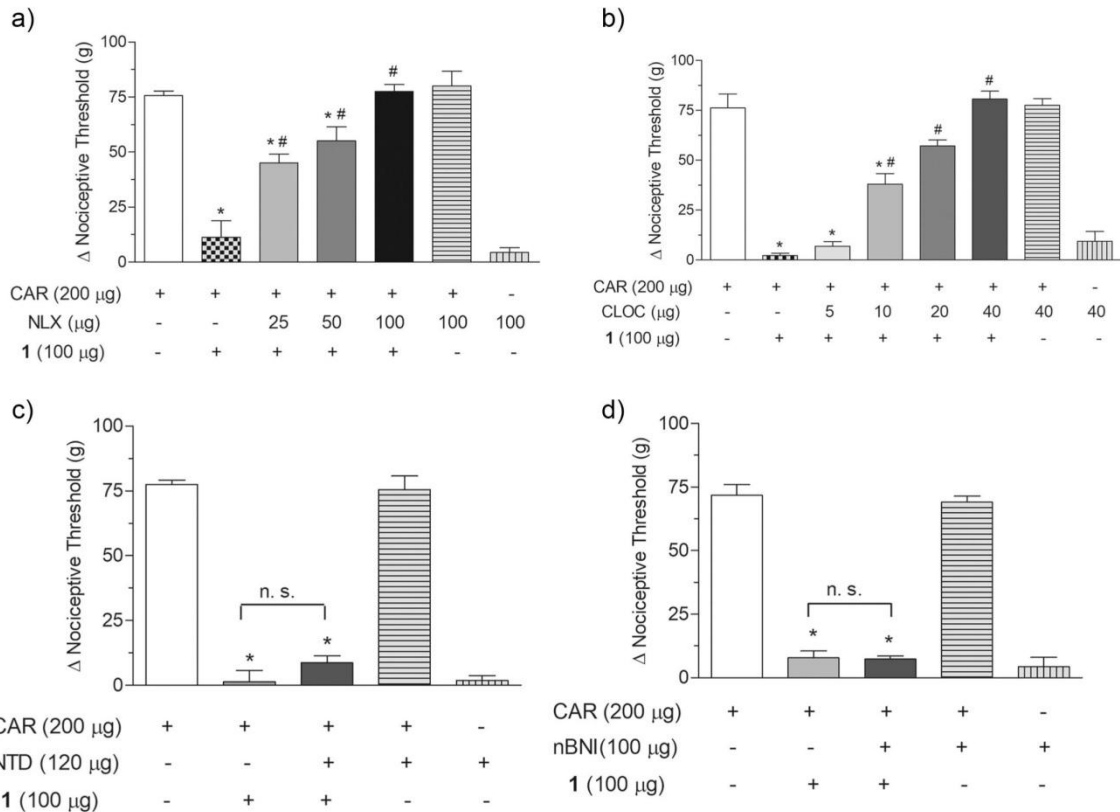 a)
Δ Nociceptive Threshold (g)
100
75
50
25
0
*
* #
* #
#
CAR (200 µg) + + + + + + -
NLX (µg) - - 25 50 100 100 100
1 (100 µg) - + + + + - -
b)
Δ Nociceptive Threshold (g)
100
75
50
25
0
*
*
* #
#
#
CAR (200 µg) + + + + + + + -
CLOC (µg) - - 5 10 20 40 40 40
1 (100 µg) - + + + + + - -
c)
Δ Nociceptive Threshold (g)
100
75
50
25
0
n. s.
*
*
CAR (200 µg) + + + + -
NTD (120 µg) - - + + +
1 (100 µg) - + + - -
d)
Δ Nociceptive Threshold (g)
100
75
50
25
0
n. s.
*
*
CAR (200 µg) + + + + -
nBNI(100 µg) - - + + +
1 (100 µg) - + + - -